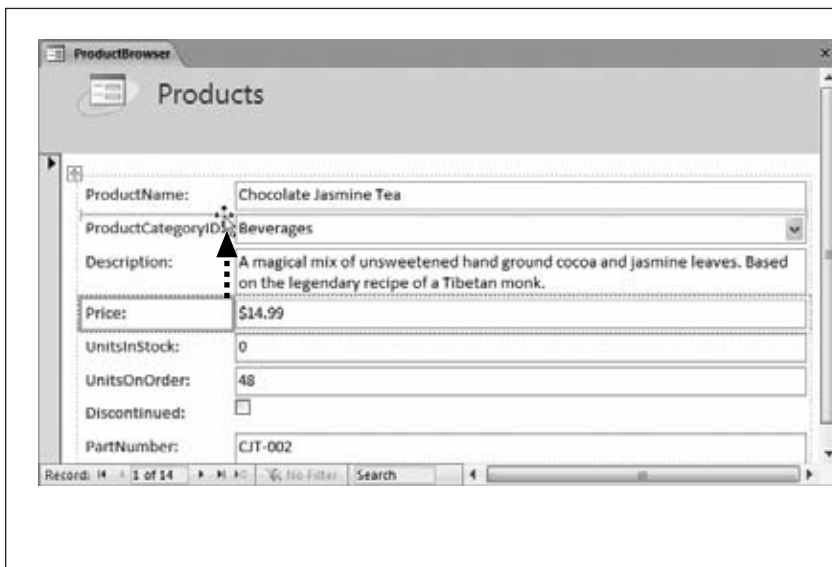 ProductBrowser
Products
ProductName: Chocolate Jasmine Tea
ProductCategoryID: Beverages
Description: A magical mix of unsweetened hand ground cocoa and jasmine leaves. Based
on the legendary recipe of a Tibetan monk.
Price: $14.99
UnitsInStock: 0
UnitsOnOrder: 48
Discontinued:
PartNumber: CJT-002
Record: 1 of 14 No Filter Search